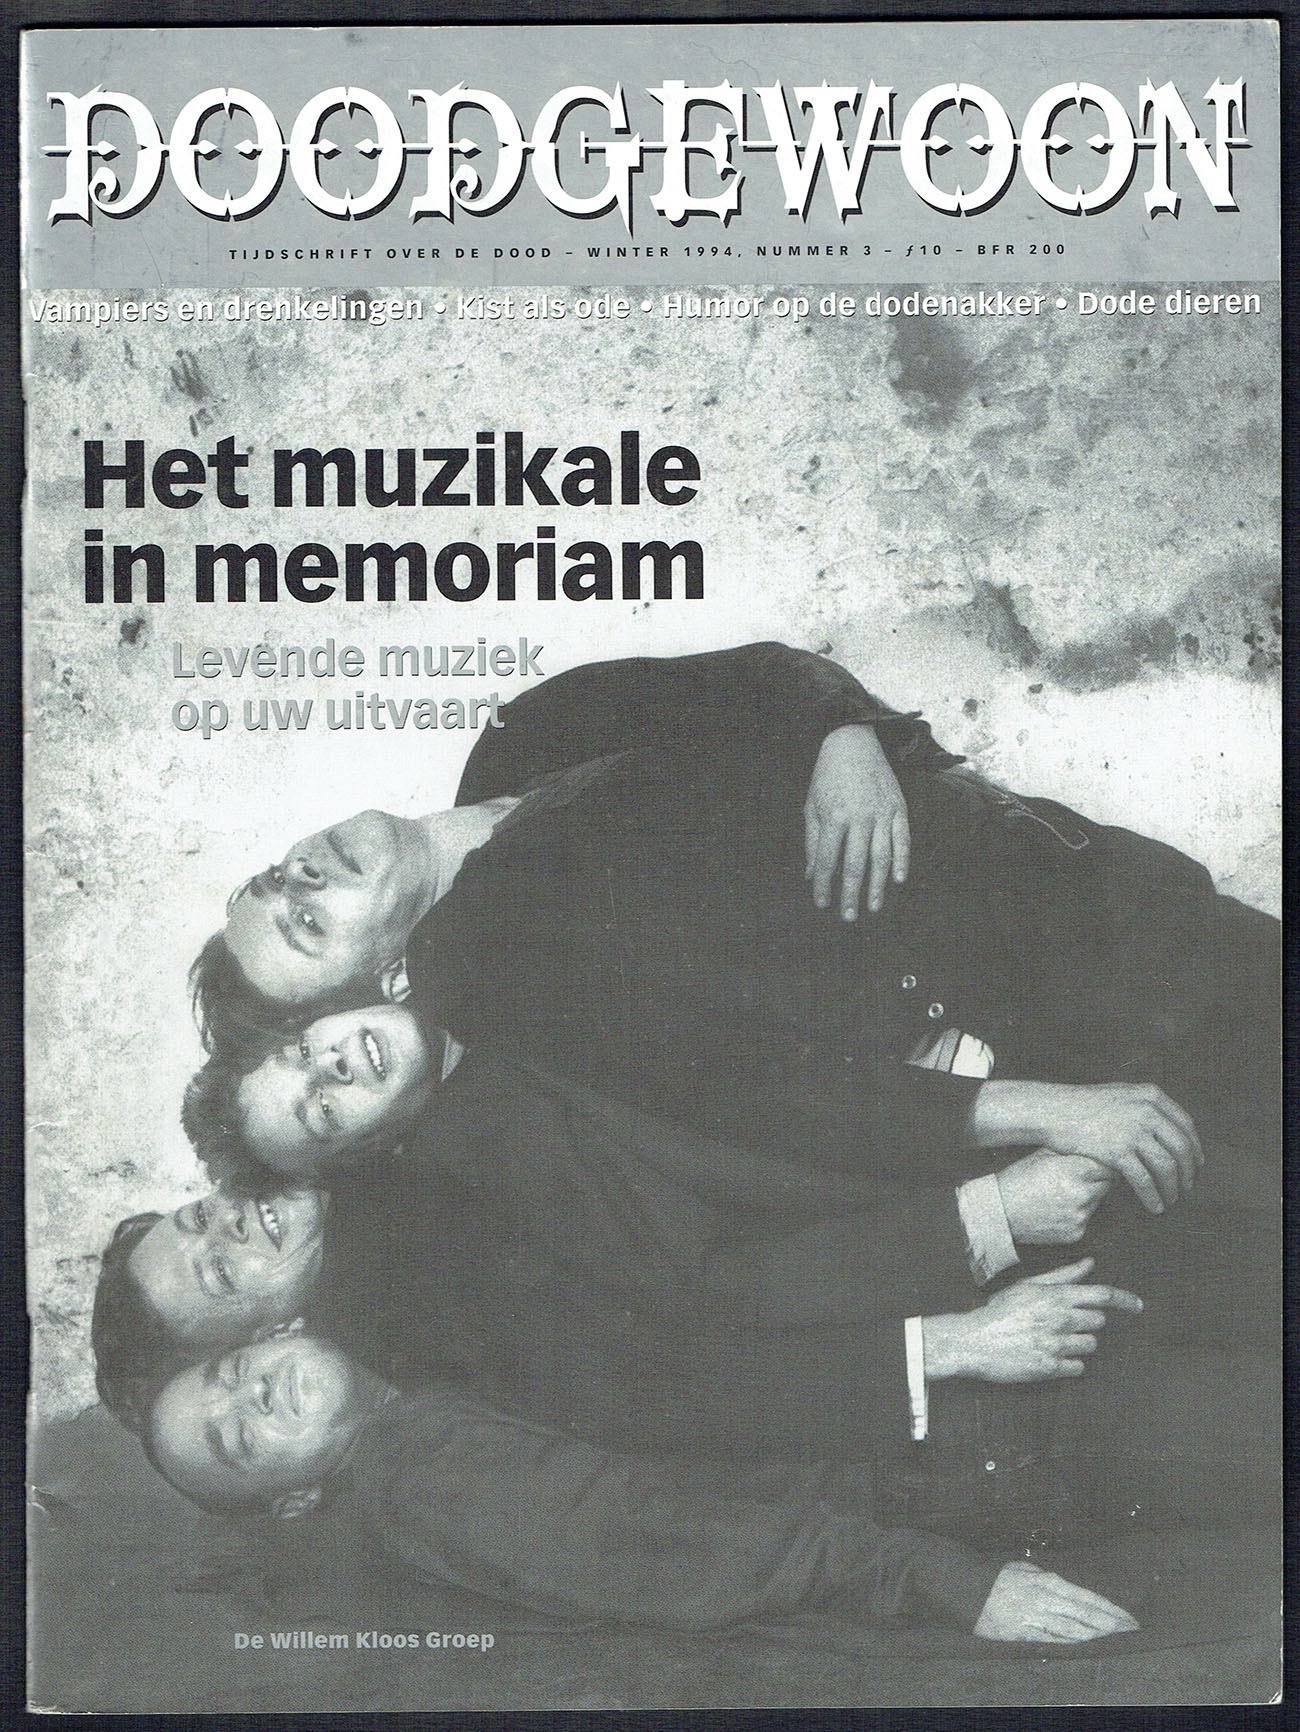 DOODGEWOON
TIJDSCHRIFT OVER DE DOOD – WINTER 1994, NUMMER 3 – ƒ10 – BFR 200
Vampiers en drenkelingen • Kist als ode • Humor op de dodenakker • Dode dieren
Het muzikale
in memoriam
Levende muziek
op uw uitvaart
De Willem Kloos Groep